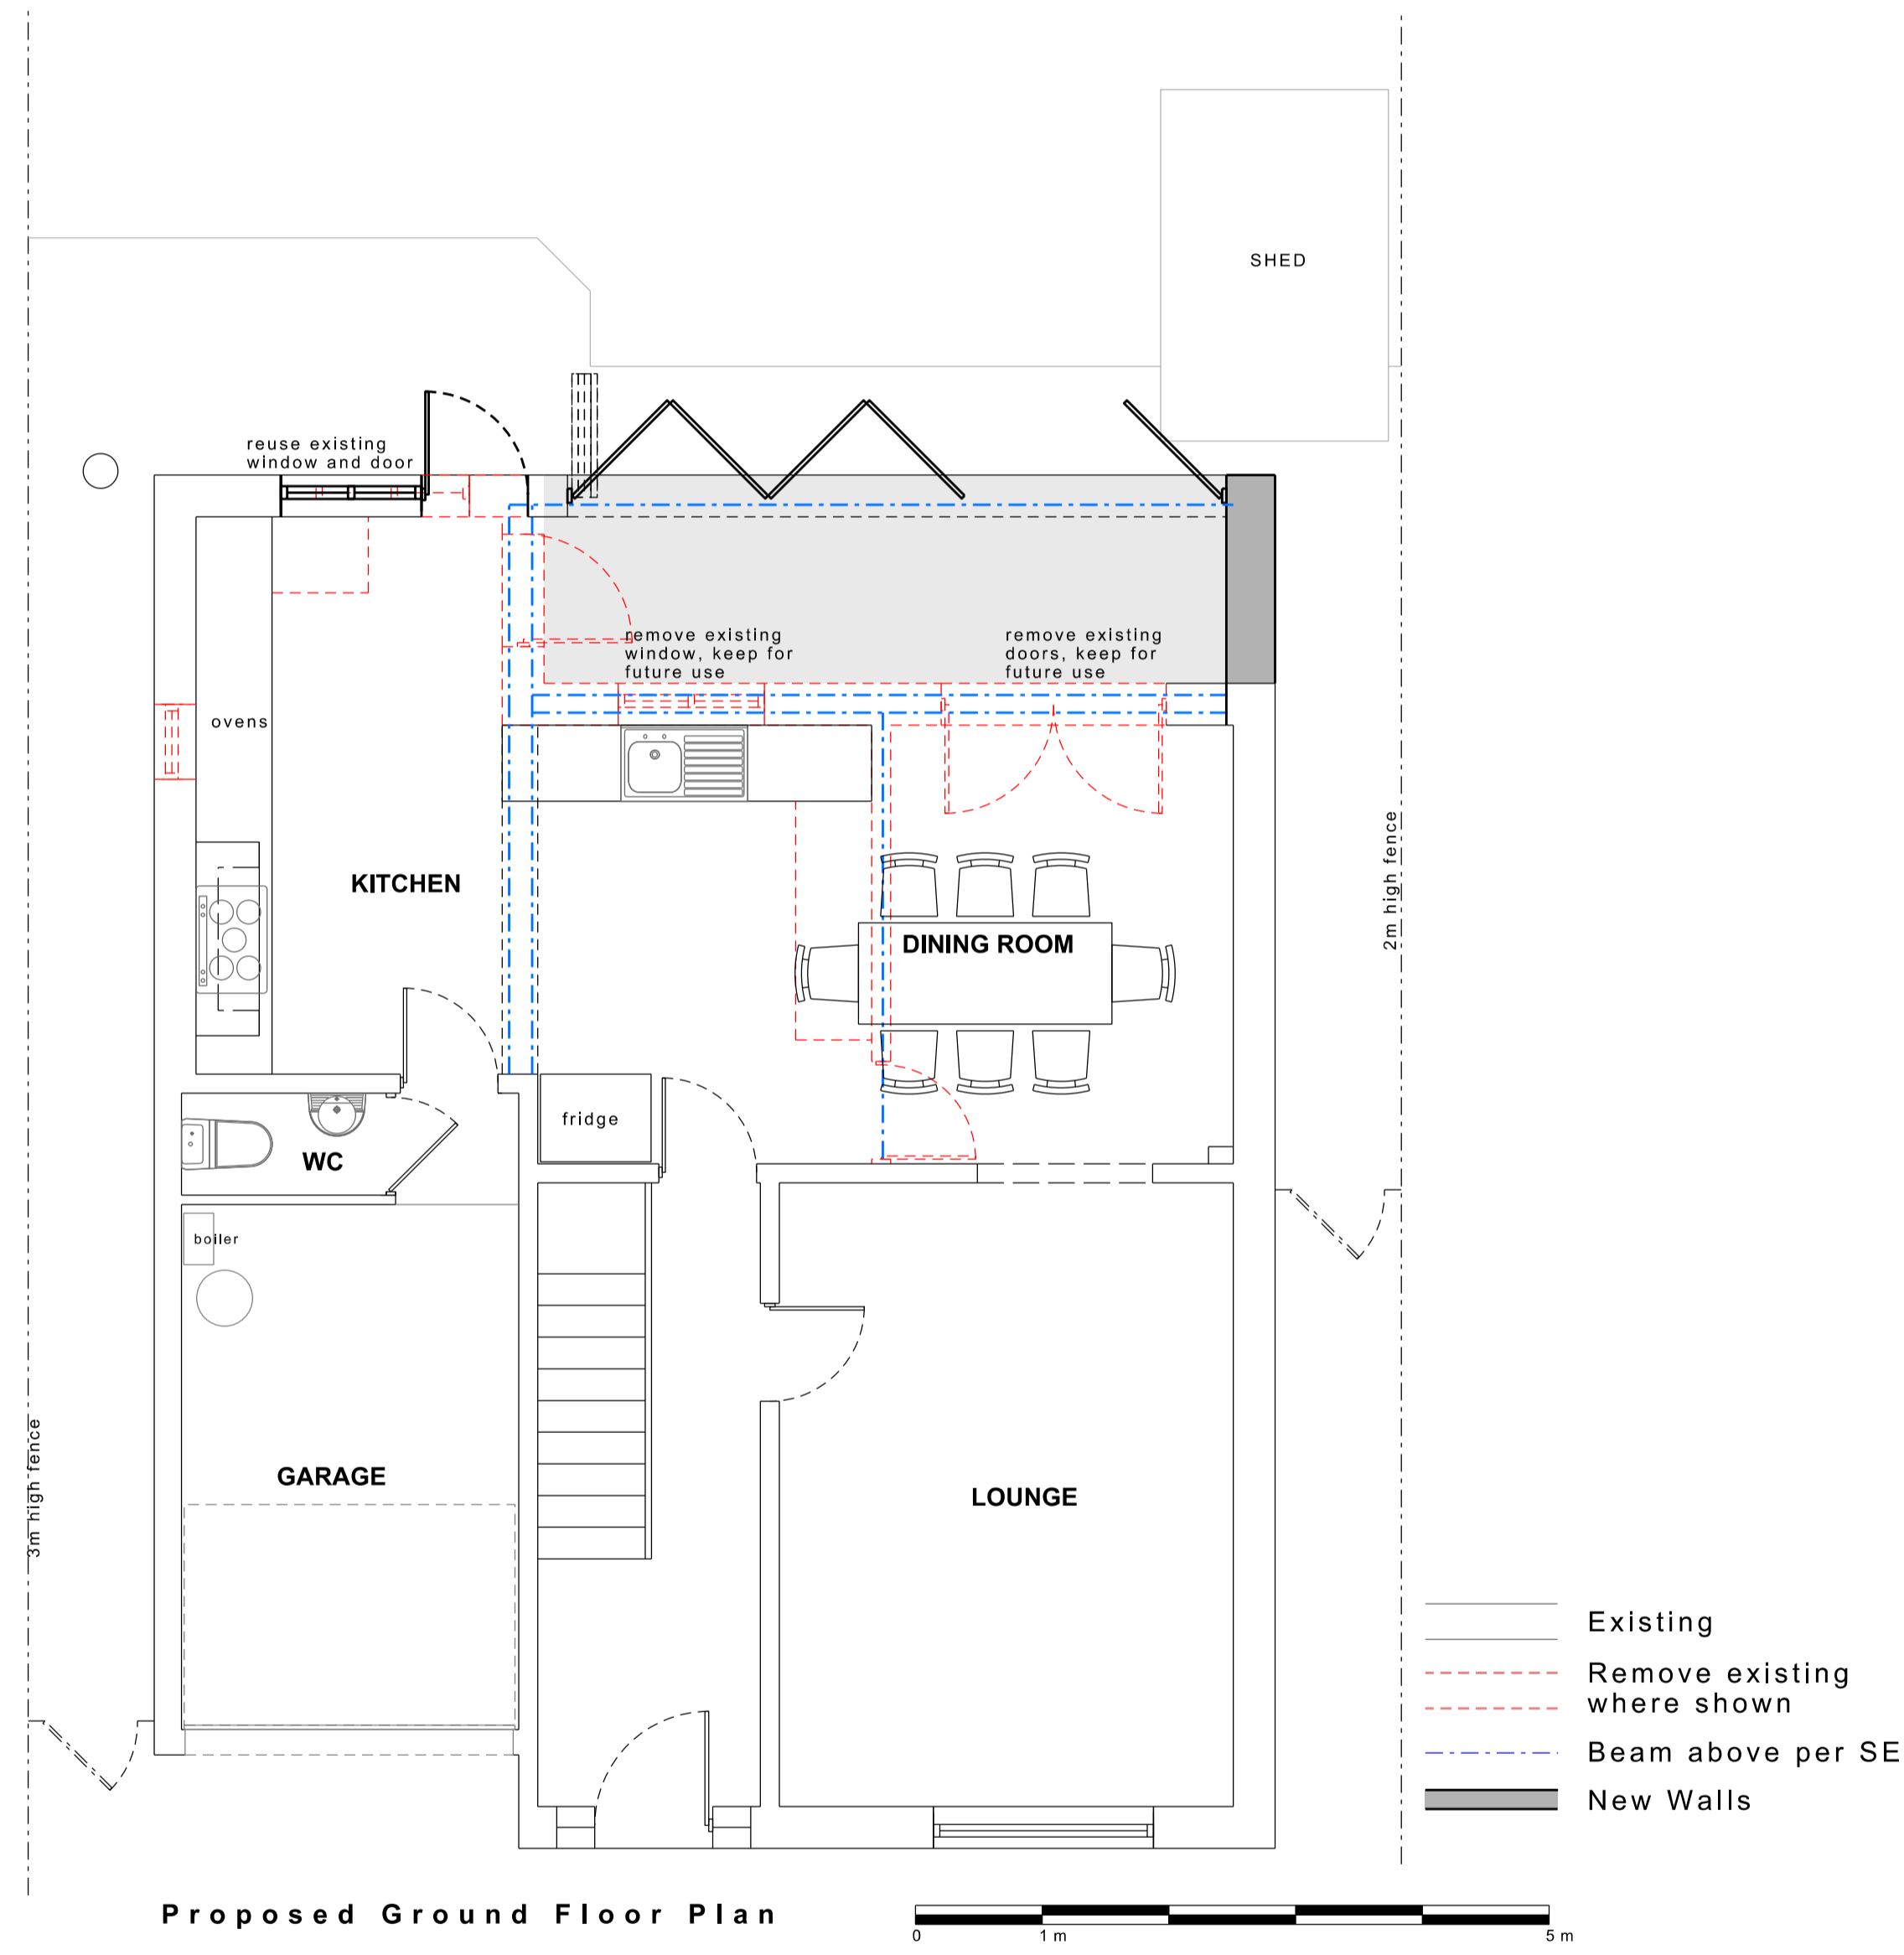 SHED
reuse existing
window and door
remove existing
window, keep for
future use
remove existing
doors, keep for
future use
ovens
KITCHEN
2m high fence
DINING ROOM
fridge
WC
boiler
GARAGE
LOUNGE
3m high fence
Existing
Remove existing
where shown
Beam above per SE
New Walls
Proposed Ground Floor Plan
0 1 m 5 m